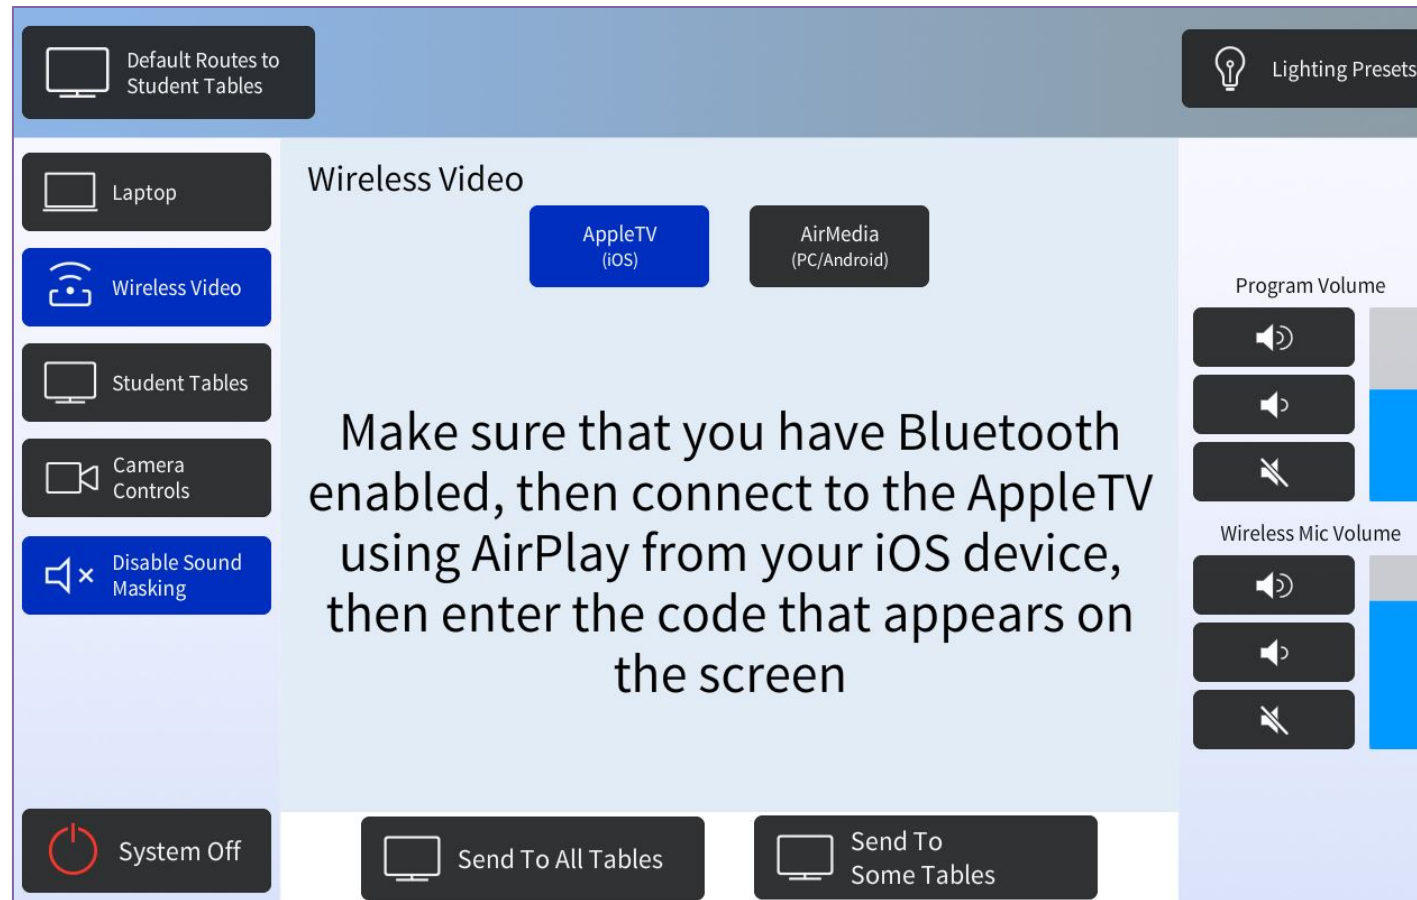 Default Routes to
Student Tables
Lighting Presets
Laptop
Wireless Video
Student Tables
Camera
Controls
Disable Sound
Masking
System Off
Wireless Video
AppleTV
(iOS)
AirMedia
(PC/Android)
Make sure that you have Bluetooth
enabled, then connect to the AppleTV
using AirPlay from your iOS device,
then enter the code that appears on
the screen
Send To All Tables
Send To
Some Tables
Program Volume
Wireless Mic Volume